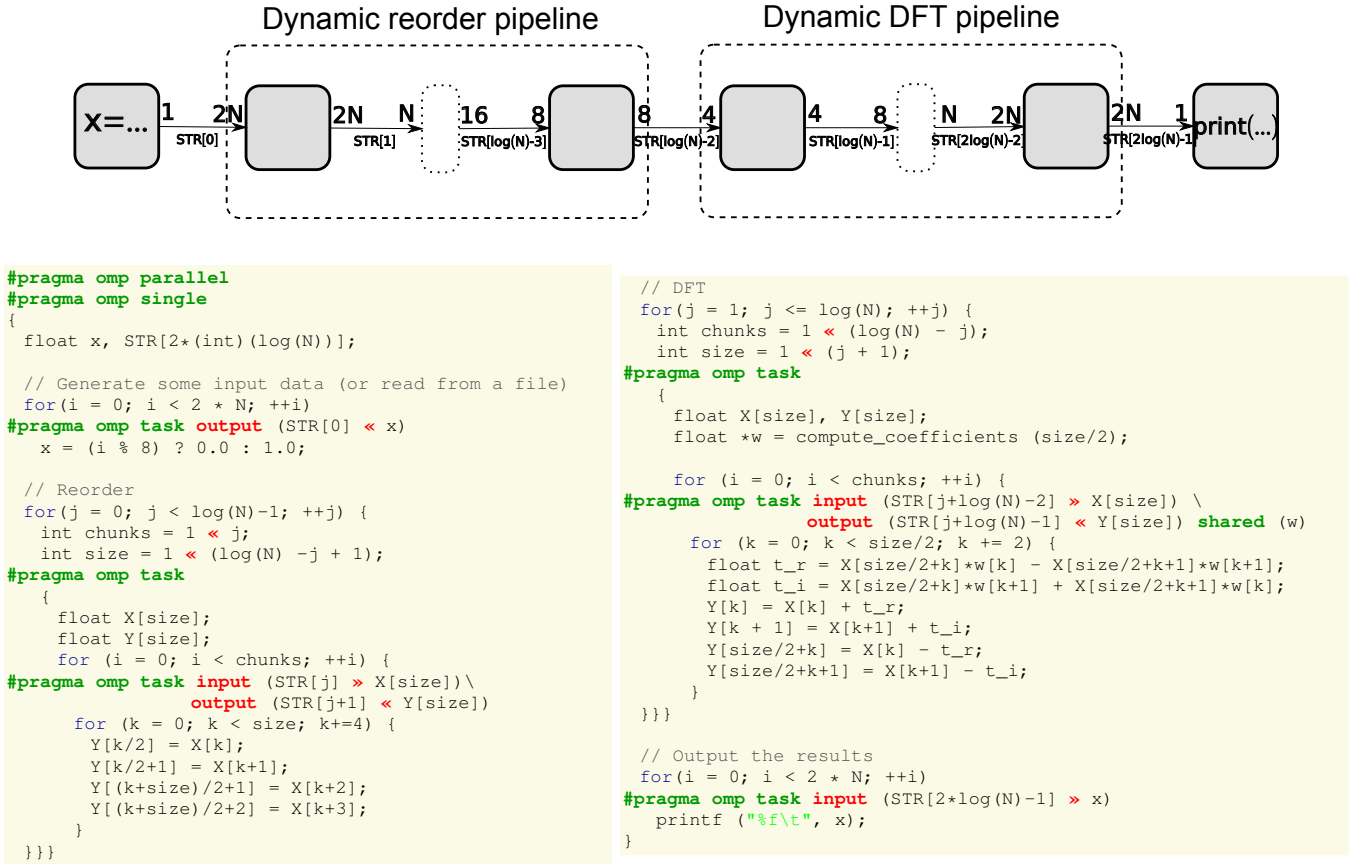 Dynamic reorder pipeline
Dynamic DFT pipeline
x=...
1
2N
STR[0]
2N
N
STR[1]
16
8
STR[log(N)-3]
8
4
STR[log(N)-2]
4
8
STR[log(N)-1]
N
2N
STR[2log(N)-2]
2N
1
STR[2log(N)-1]
print(...)
#pragma omp parallel
#pragma omp single
{
float x, STR[2*(int)(log(N))];
// Generate some input data (or read from a file)
for(i = 0; i < 2 * N; ++i)
#pragma omp task output (STR[0] « x)
x = (i % 8) ? 0.0 : 1.0;
// Reorder
for(j = 0; j < log(N)-1; ++j) {
int chunks = 1 « j;
int size = 1 « (log(N) -j + 1);
#pragma omp task
{
float X[size];
float Y[size];
for (i = 0; i < chunks; ++i) {
#pragma omp task input (STR[j] » X[size])\
output (STR[j+1] « Y[size])
for (k = 0; k < size; k+=4) {
Y[k/2] = X[k];
Y[k/2+1] = X[k+1];
Y[(k+size)/2+1] = X[k+2];
Y[(k+size)/2+2] = X[k+3];
}
}}}
// DFT
for(j = 1; j <= log(N); ++j) {
int chunks = 1 « (log(N) - j);
int size = 1 « (j + 1);
#pragma omp task
{
float X[size], Y[size];
float *w = compute_coefficients (size/2);
for (i = 0; i < chunks; ++i) {
#pragma omp task input (STR[j+log(N)-2] » X[size]) \
output (STR[j+log(N)-1] « Y[size]) shared (w)
for (k = 0; k < size/2; k += 2) {
float t_r = X[size/2+k]*w[k] - X[size/2+k+1]*w[k+1];
float t_i = X[size/2+k]*w[k+1] + X[size/2+k+1]*w[k];
Y[k] = X[k] + t_r;
Y[k + 1] = X[k+1] + t_i;
Y[size/2+k] = X[k] - t_r;
Y[size/2+k+1] = X[k+1] - t_i;
}
}}}
// Output the results
for(i = 0; i < 2 * N; ++i)
#pragma omp task input (STR[2*log(N)-1] » x)
printf ("%f\t", x);
}